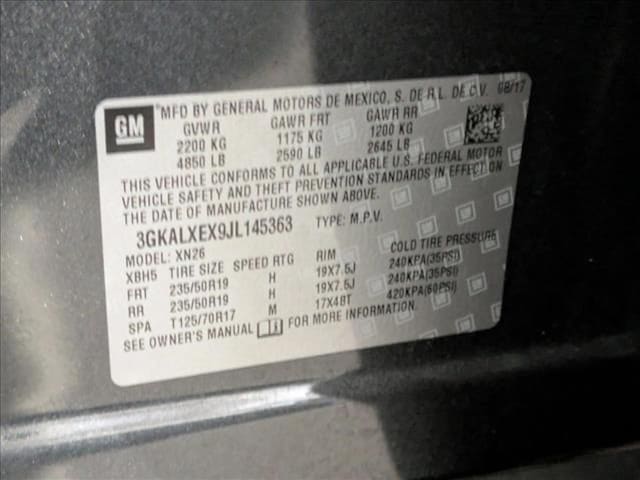 GM MFD BY GENERAL MOTORS DE MEXICO, S. DE R.L. DE C.V. 08/17
GVWR GAWR FRT GAWR RR
2200 KG 1175 KG 1200 KG
4850 LB 2590 LB 2645 LB
THIS VEHICLE CONFORMS TO ALL APPLICABLE U.S. FEDERAL MOTOR
VEHICLE SAFETY AND THEFT PREVENTION STANDARDS IN EFFECT ON
THE DATE OF MANUFACTURE SHOWN ABOVE.
3GKALXEX9JL145363 TYPE: M.P.V.
MODEL: XN26
XBH5 TIRE SIZE SPEED RTG RIM COLD TIRE PRESSURE
FRT 235/50R19 H 19X7.5J 240KPA(35PSI)
RR 235/50R19 H 19X7.5J 240KPA(35PSI)
SPA T125/70R17 M 17X4BT 420KPA(60PSI)
SEE OWNER'S MANUAL FOR MORE INFORMATION.